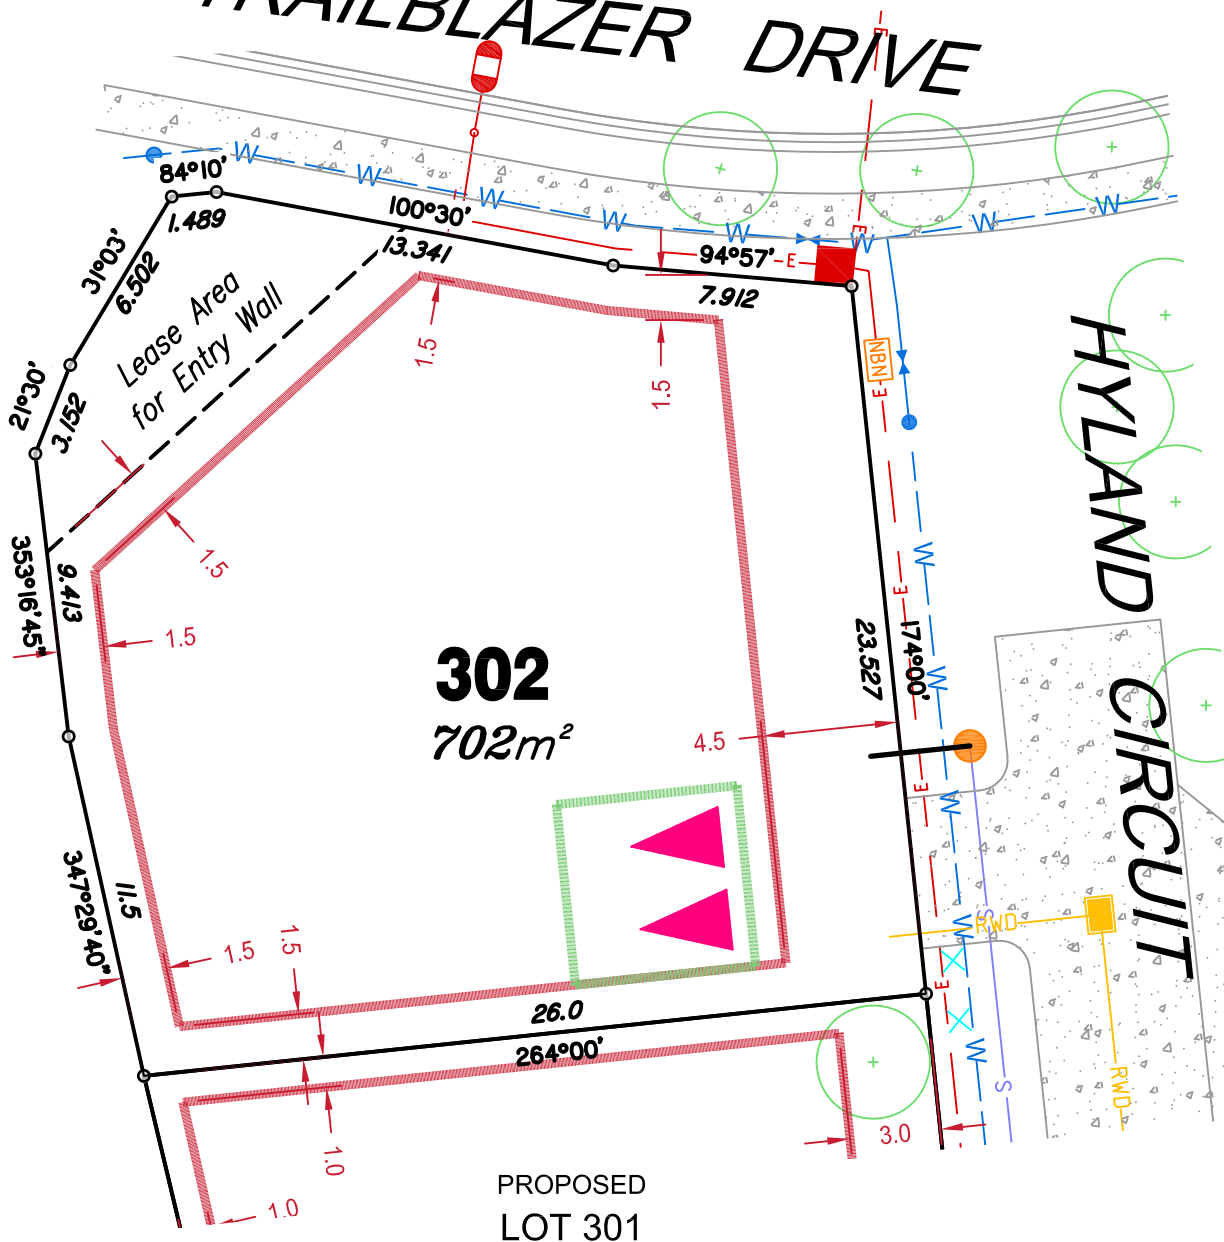 TRAILBLAZER DRIVE
E
W
W
W
W
W
W
W
W
84°10'
1.489
100°30'
13.341
94°57'
E
E
7.912
31°03'
6.502
Lease Area
for Entry Wall
21°30'
3.152
1.5
1.5
NBN
E
HYLAND CIRCUIT
353°16'45"
9.413
1.5
1.5
W
E
23.527
174°00'
W
302
702m²
4.5
E
W
347°29'40"
11.5
1.5
1.5
S
W
RWD
E
26.0
264°00'
W
S
RWD
1.0
3.0
1.0
PROPOSED
LOT 301